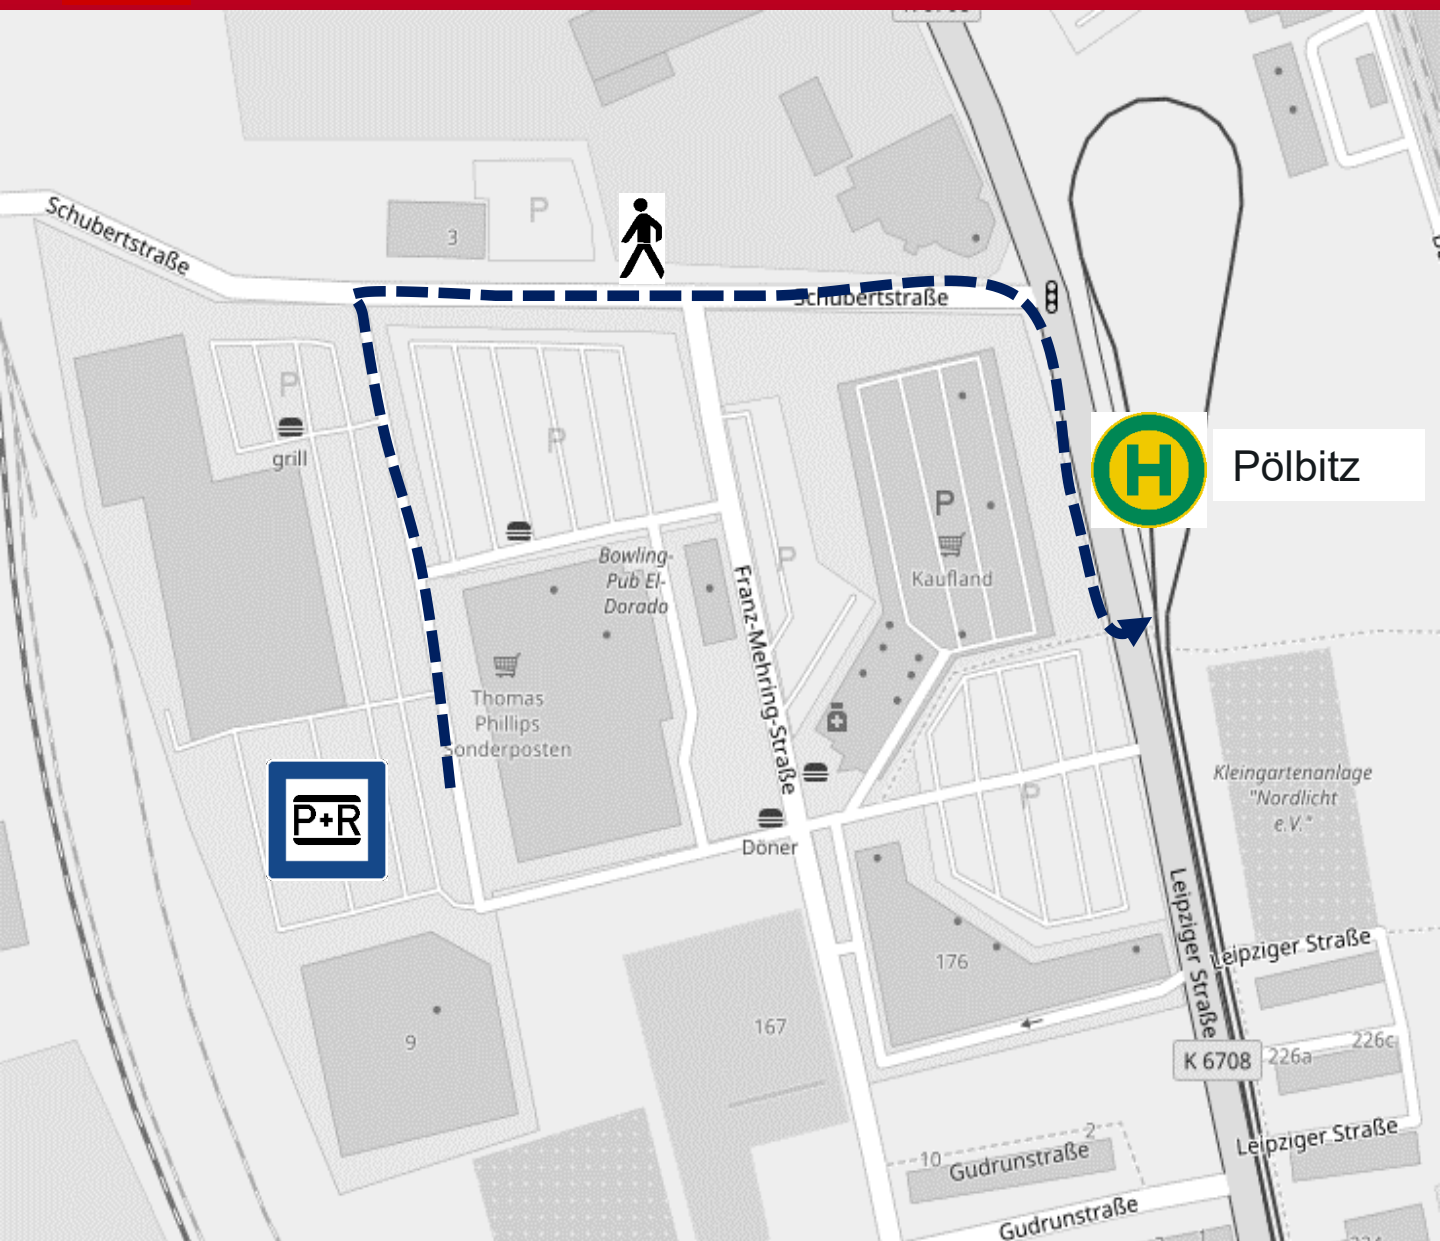 Schubertstraße
P
3
Schubertstraße
P
grill
P
P
H
Pölbitz
P
Kaufland
Bowling-
Pub El-
Dorado
Franz-Mehring-Straße
Thomas
Phillips
Sonderposten
P+R
P
Döner
Kleingartenanlage
"Nordlicht
e.V."
Leipziger Straße
Leipziger Straße
176
9
167
K 6708
226a
226c
Leipziger Straße
2
10
Gudrunstraße
Gudrunstraße